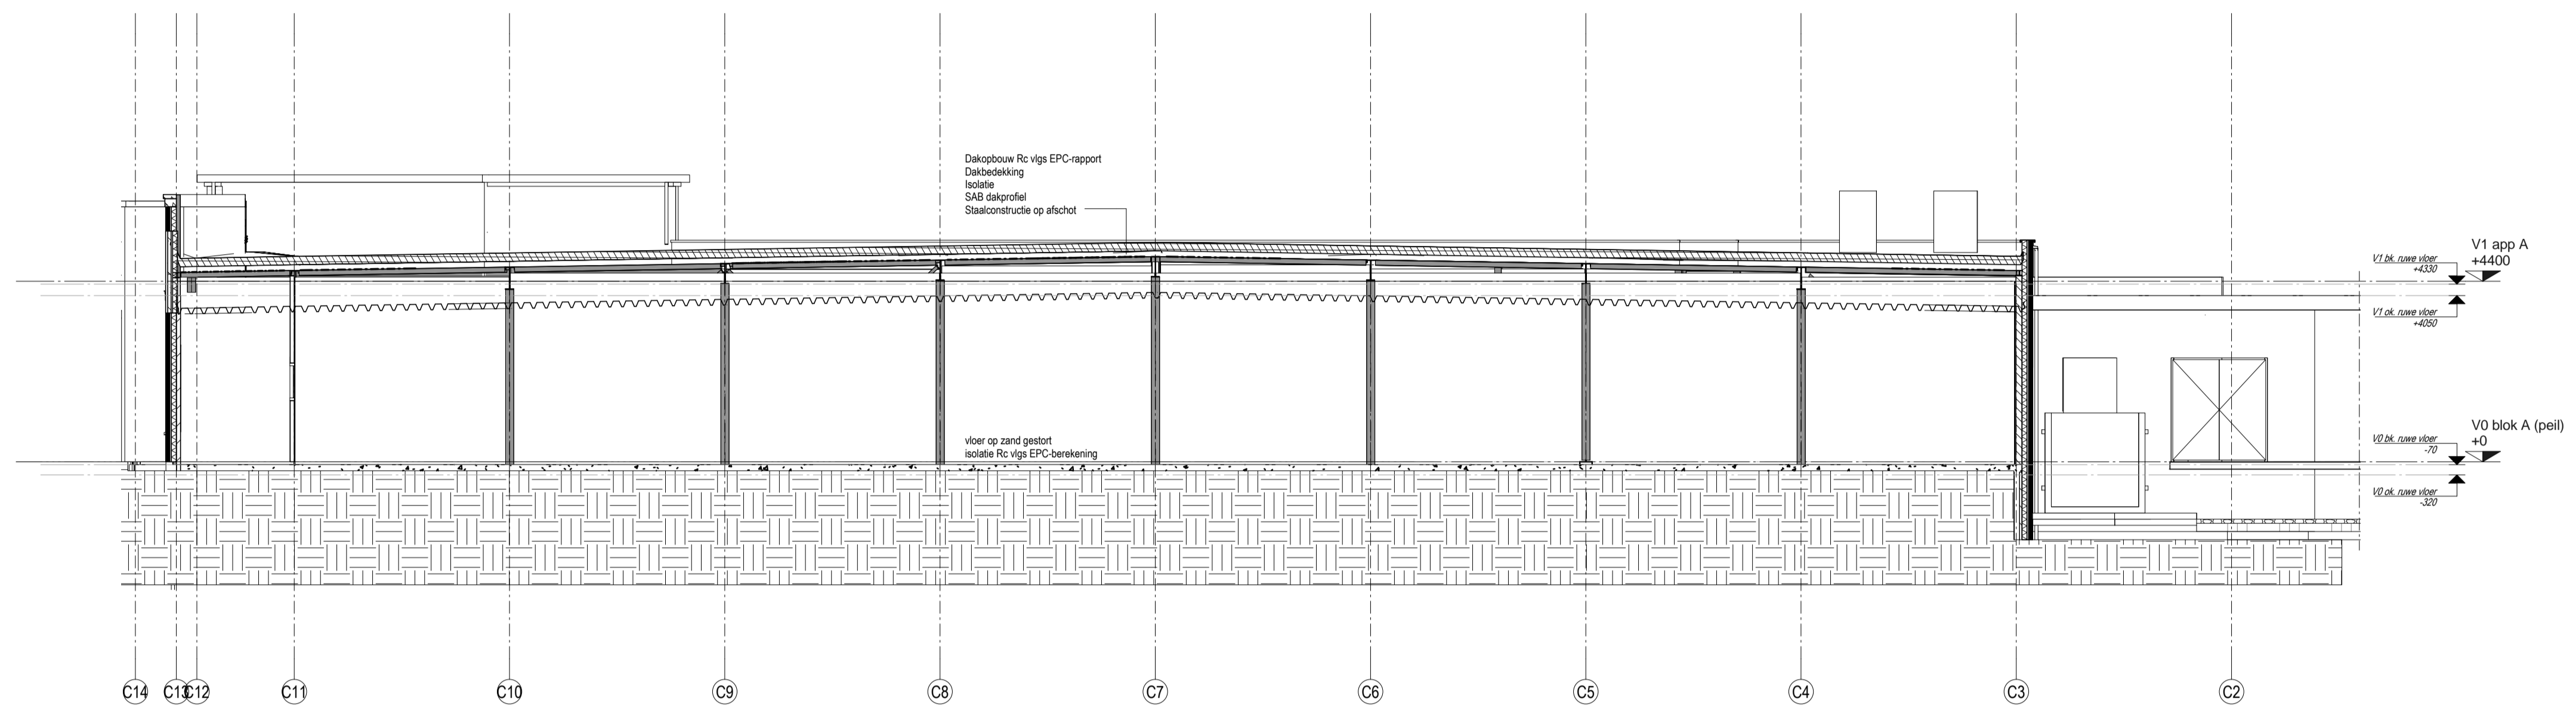 Dakopbouw Rc vlgs EPC-rapport
Dakbedekking
Isolatie
SAB dakprofiel
Staalconstructie op afschot
V1 app A
+4400
V1 bk. ruwe vloer
+4330
V1 ok. ruwe vloer
+4050
vloer op zand gestort
isolatie Rc vlgs EPC-berekening
V0 blok A (peil)
+0
V0 bk. ruwe vloer
-70
V0 ok. ruwe vloer
-320
C14 C13 C12 C11 C10 C9 C8 C7 C6 C5 C4 C3 C2